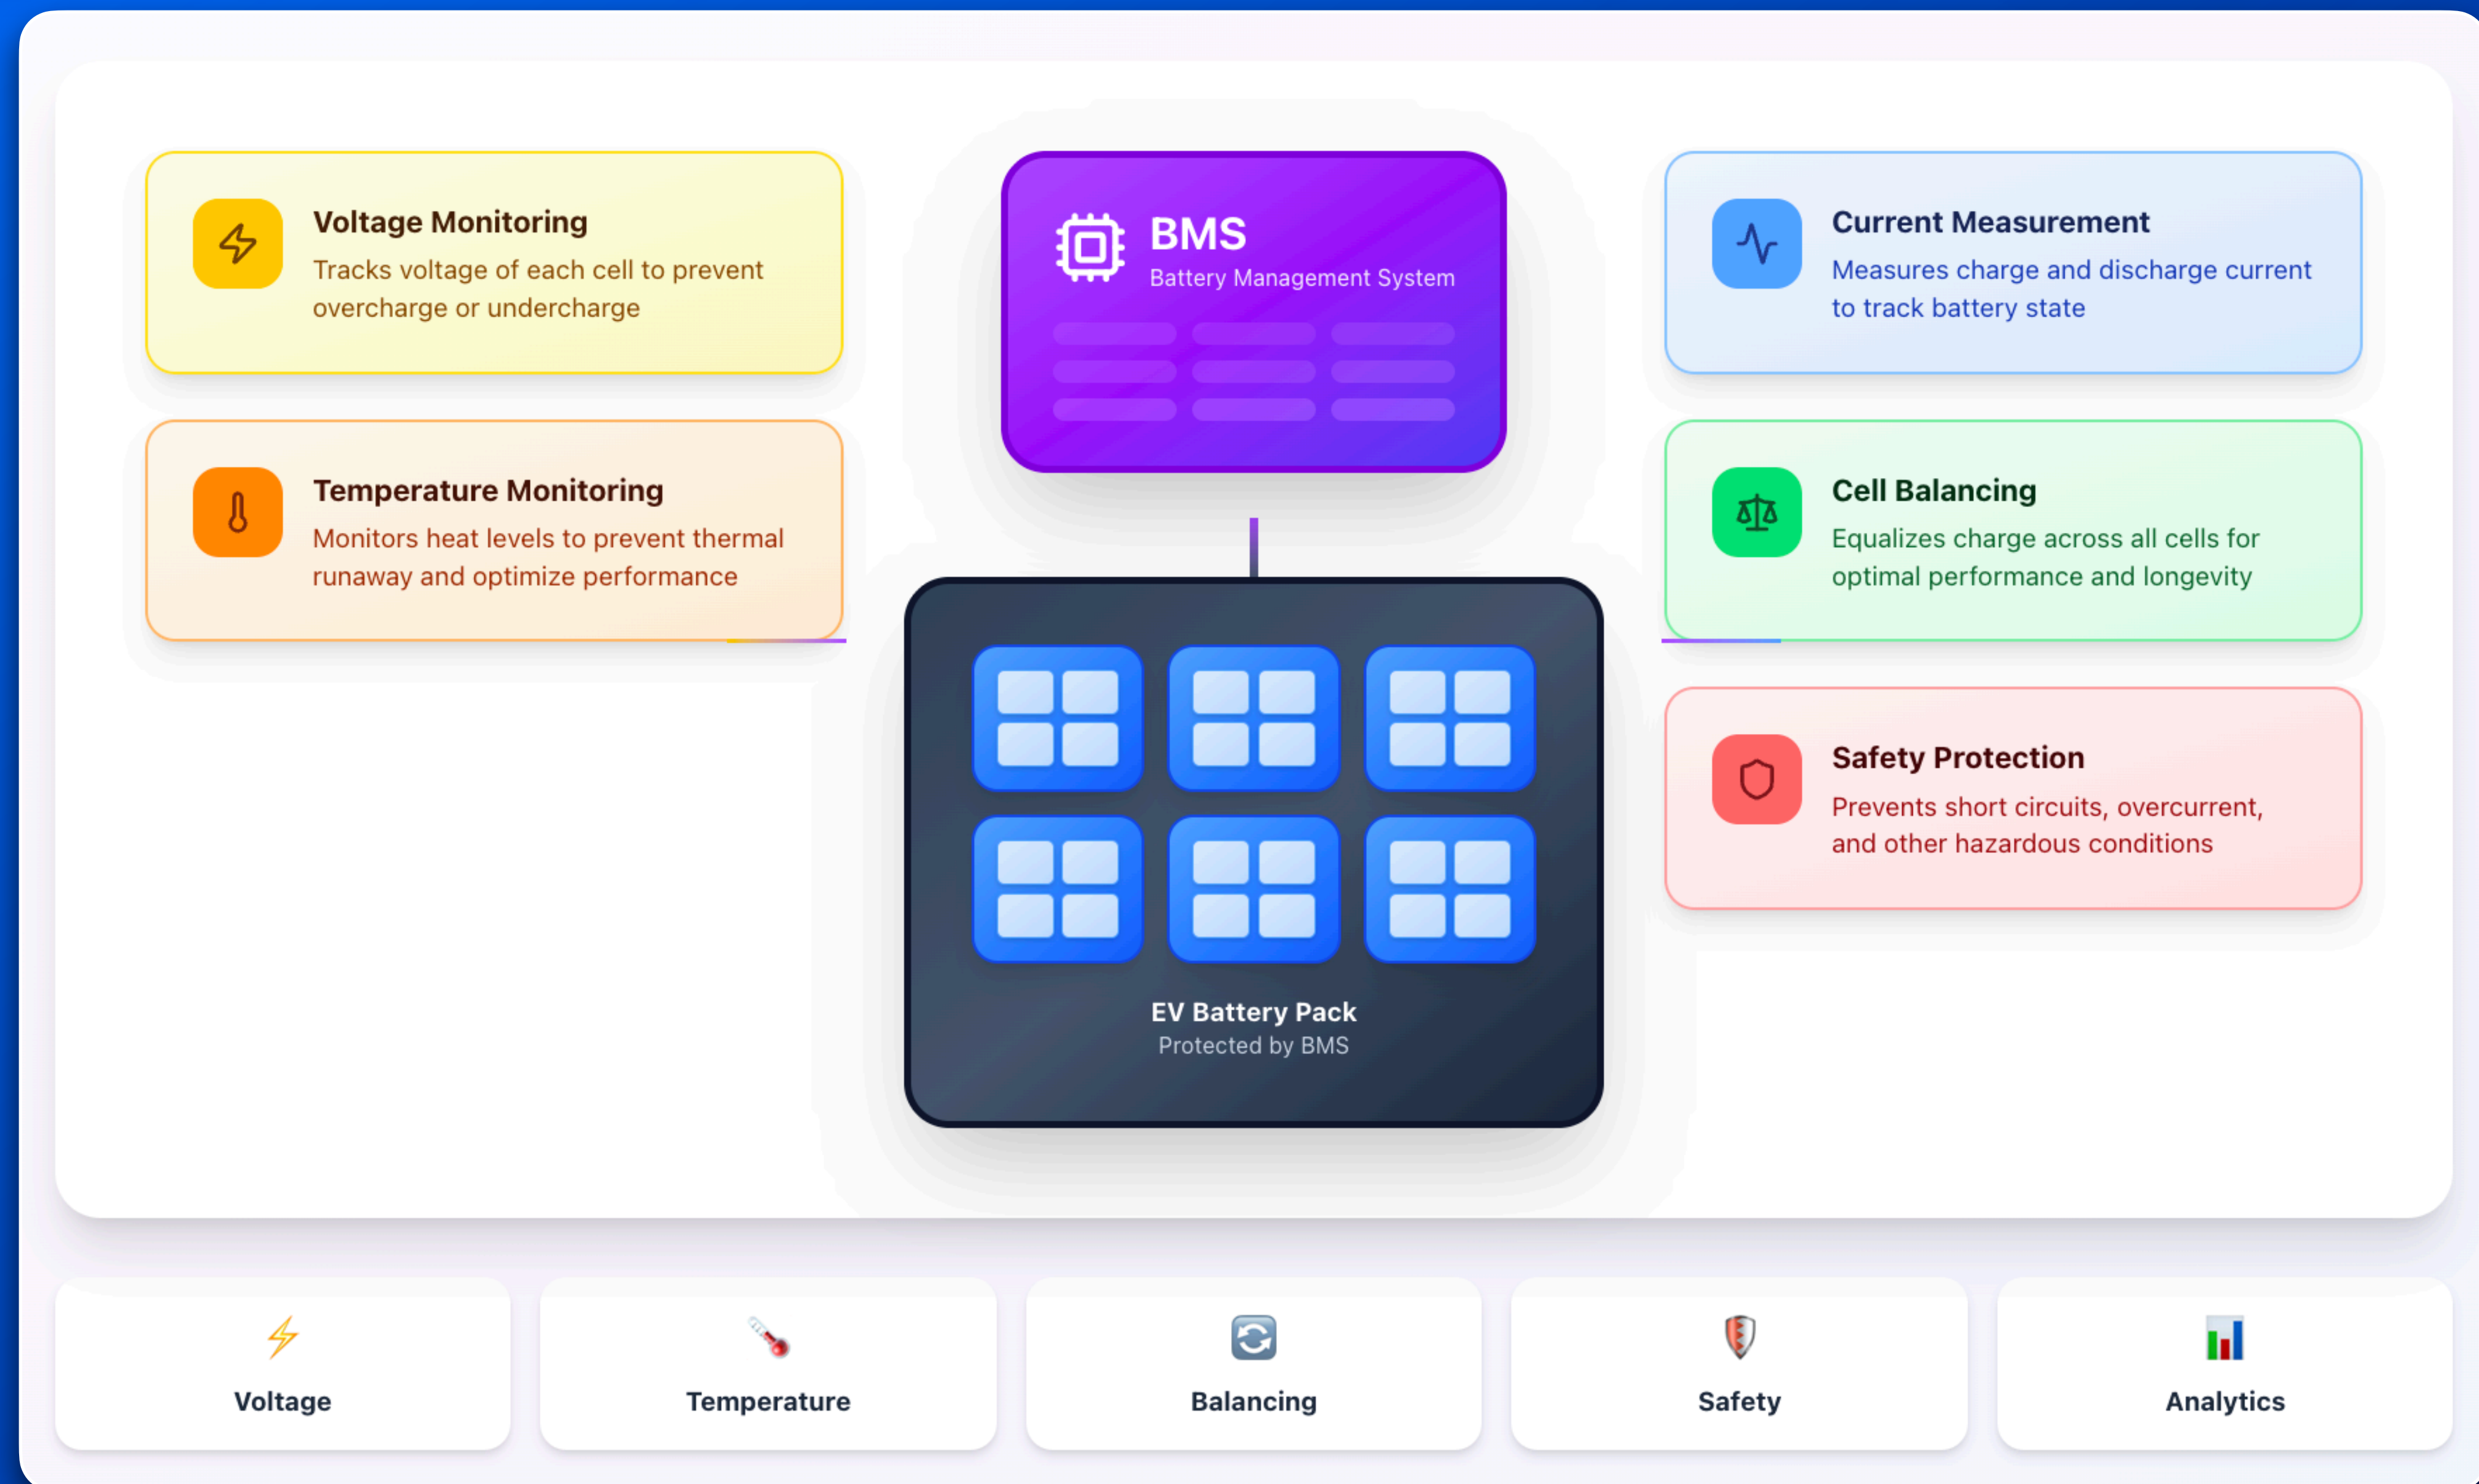 Voltage Monitoring
Tracks voltage of each cell to prevent
overcharge or undercharge
Temperature Monitoring
Monitors heat levels to prevent thermal
runaway and optimize performance
BMS
Battery Management System
EV Battery Pack
Protected by BMS
Current Measurement
Measures charge and discharge current
to track battery state
Cell Balancing
Equalizes charge across all cells for
optimal performance and longevity
Safety Protection
Prevents short circuits, overcurrent,
and other hazardous conditions
Voltage
Temperature
Balancing
Safety
Analytics